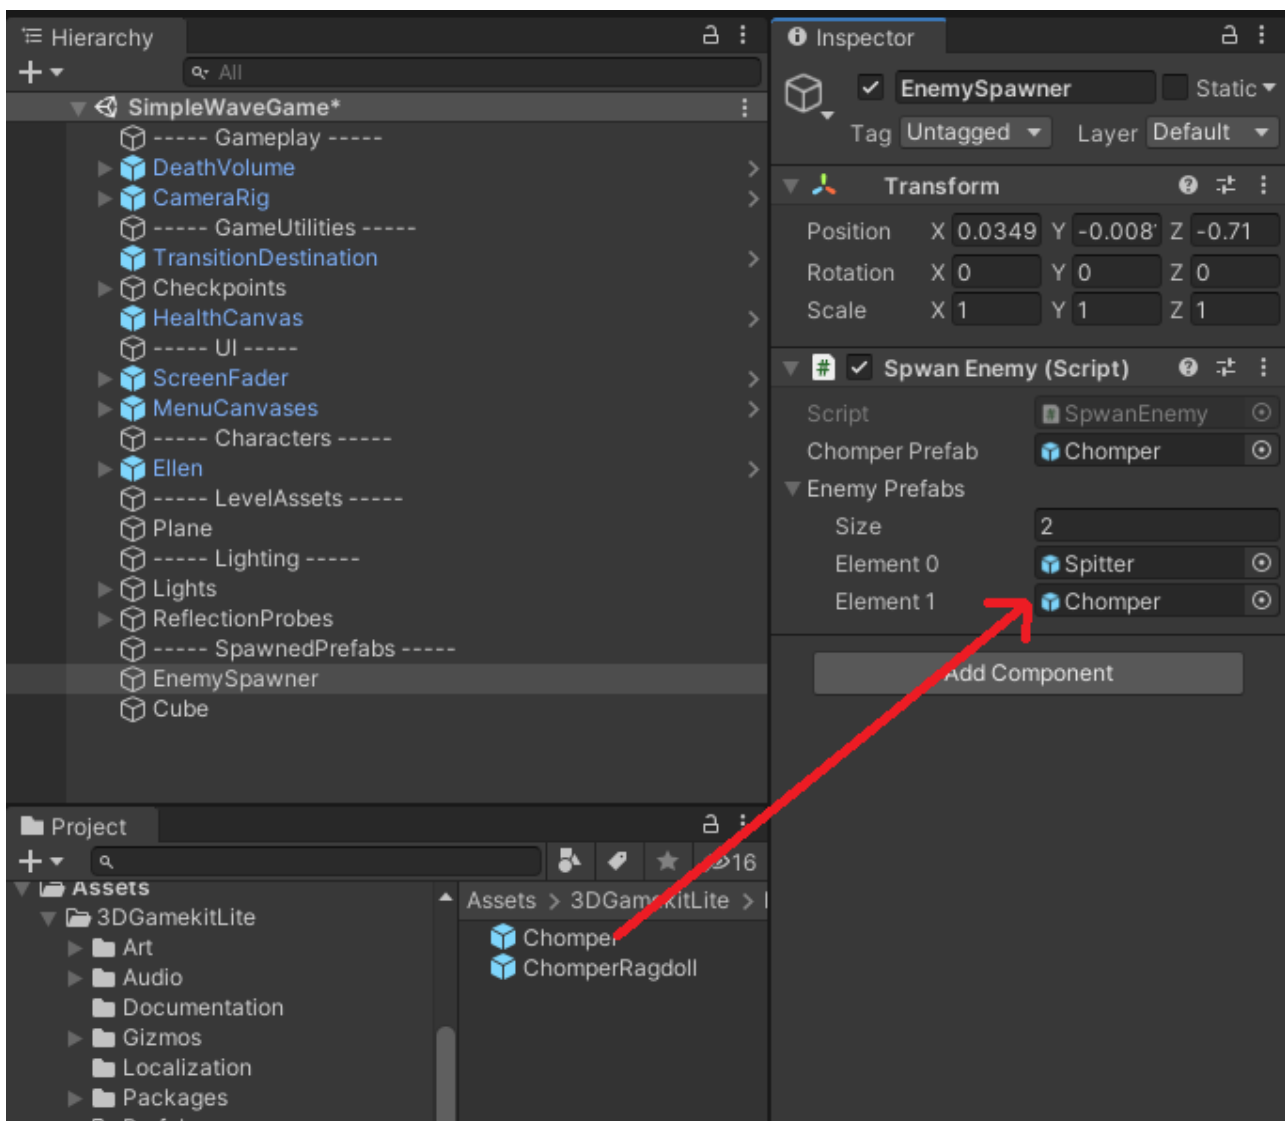 Hierarchy
All
SimpleWaveGame*
----- Gameplay -----
DeathVolume
CameraRig
----- GameUtilities -----
TransitionDestination
Checkpoints
HealthCanvas
----- UI -----
ScreenFader
MenuCanvases
----- Characters -----
Ellen
----- LevelAssets -----
Plane
----- Lighting -----
Lights
ReflectionProbes
----- SpawnedPrefabs -----
EnemySpawner
Cube
Project
16
Assets
3DGamekitLite
Art
Audio
Documentation
Gizmos
Localization
Packages
Assets > 3DGamekitLite >
Chomper
ChomperRagdoll
Inspector
EnemySpawner Static
Tag Untagged Layer Default
Transform
Position X 0.0349 Y -0.008 Z -0.71
Rotation X 0 Y 0 Z 0
Scale X 1 Y 1 Z 1
# Spwan Enemy (Script)
Script # SpwanEnemy
Chomper Prefab Chomper
Enemy Prefabs
Size 2
Element 0 Spitter
Element 1 Chomper
Add Component